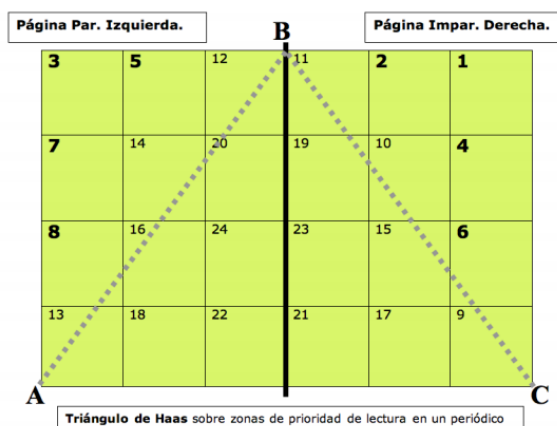 Página Par. Izquierda.
B
Página Impar. Derecha.
3 5 12 11 2 1
7 14 20 19 10 4
8 16 24 23 15 6
13 18 22 21 17 9
A C
Triángulo de Haas sobre zonas de prioridad de lectura en un periódico